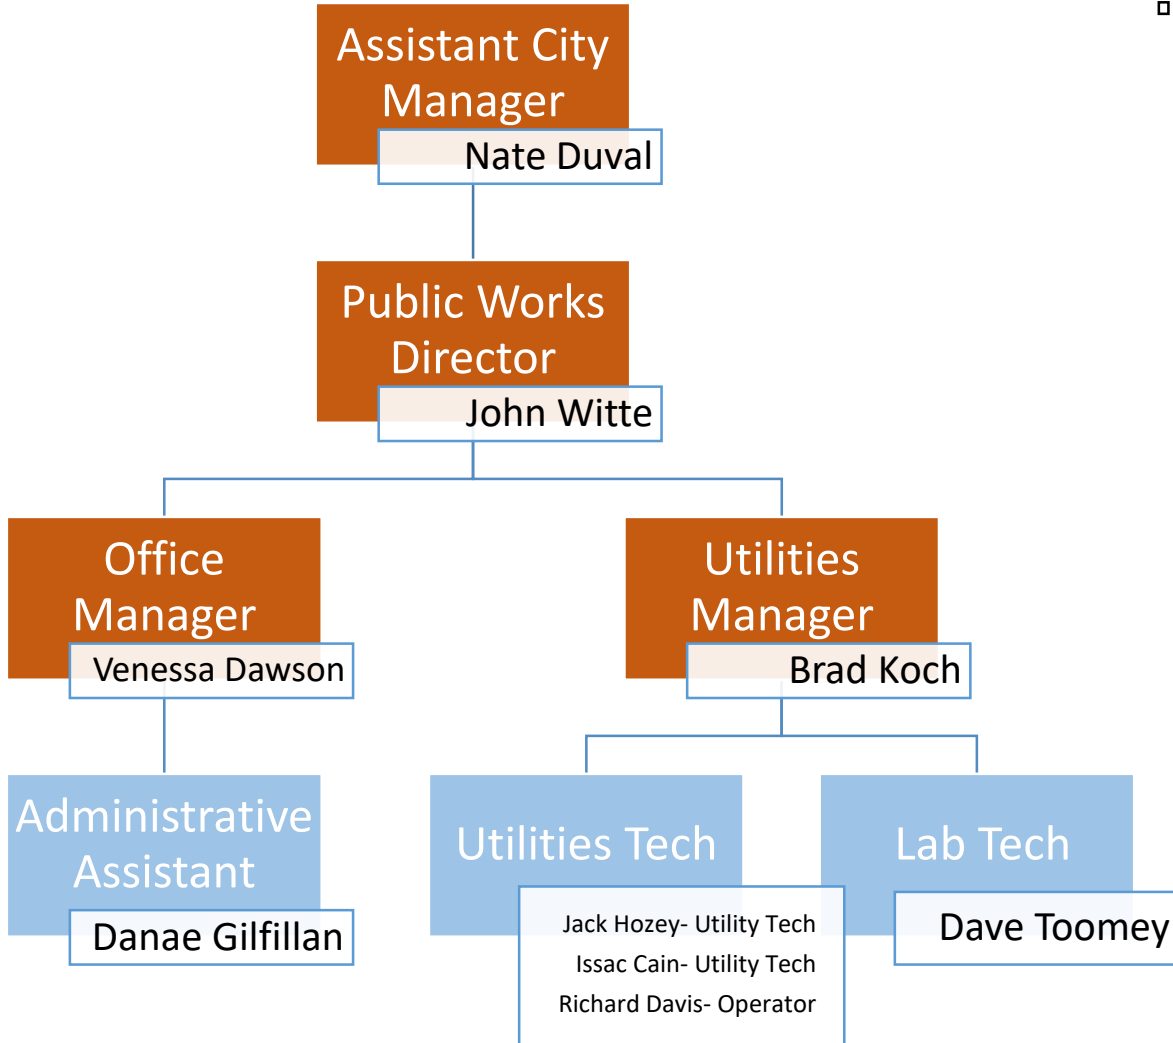 Assistant City
Manager
Nate Duval
Public Works
Director
John Witte
Office
Manager
Venessa Dawson
Utilities
Manager
Brad Koch
Administrative
Assistant
Danae Gilfillan
Utilities Tech
Jack Hozey- Utility Tech
Issac Cain- Utility Tech
Richard Davis- Operator
Lab Tech
Dave Toomey